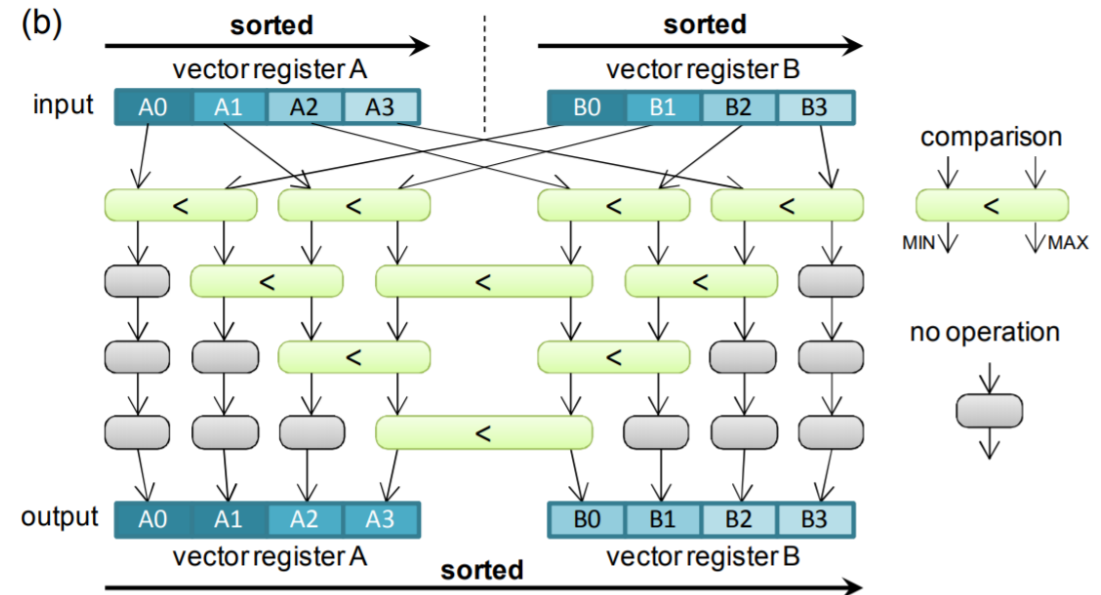 (b)
sorted sorted
vector register A vector register B
input A0 A1 A2 A3 B0 B1 B2 B3
comparison
< < < < <
MIN MAX
< < <
no operation
< <
<
output A0 A1 A2 A3 B0 B1 B2 B3
vector register A vector register B
sorted